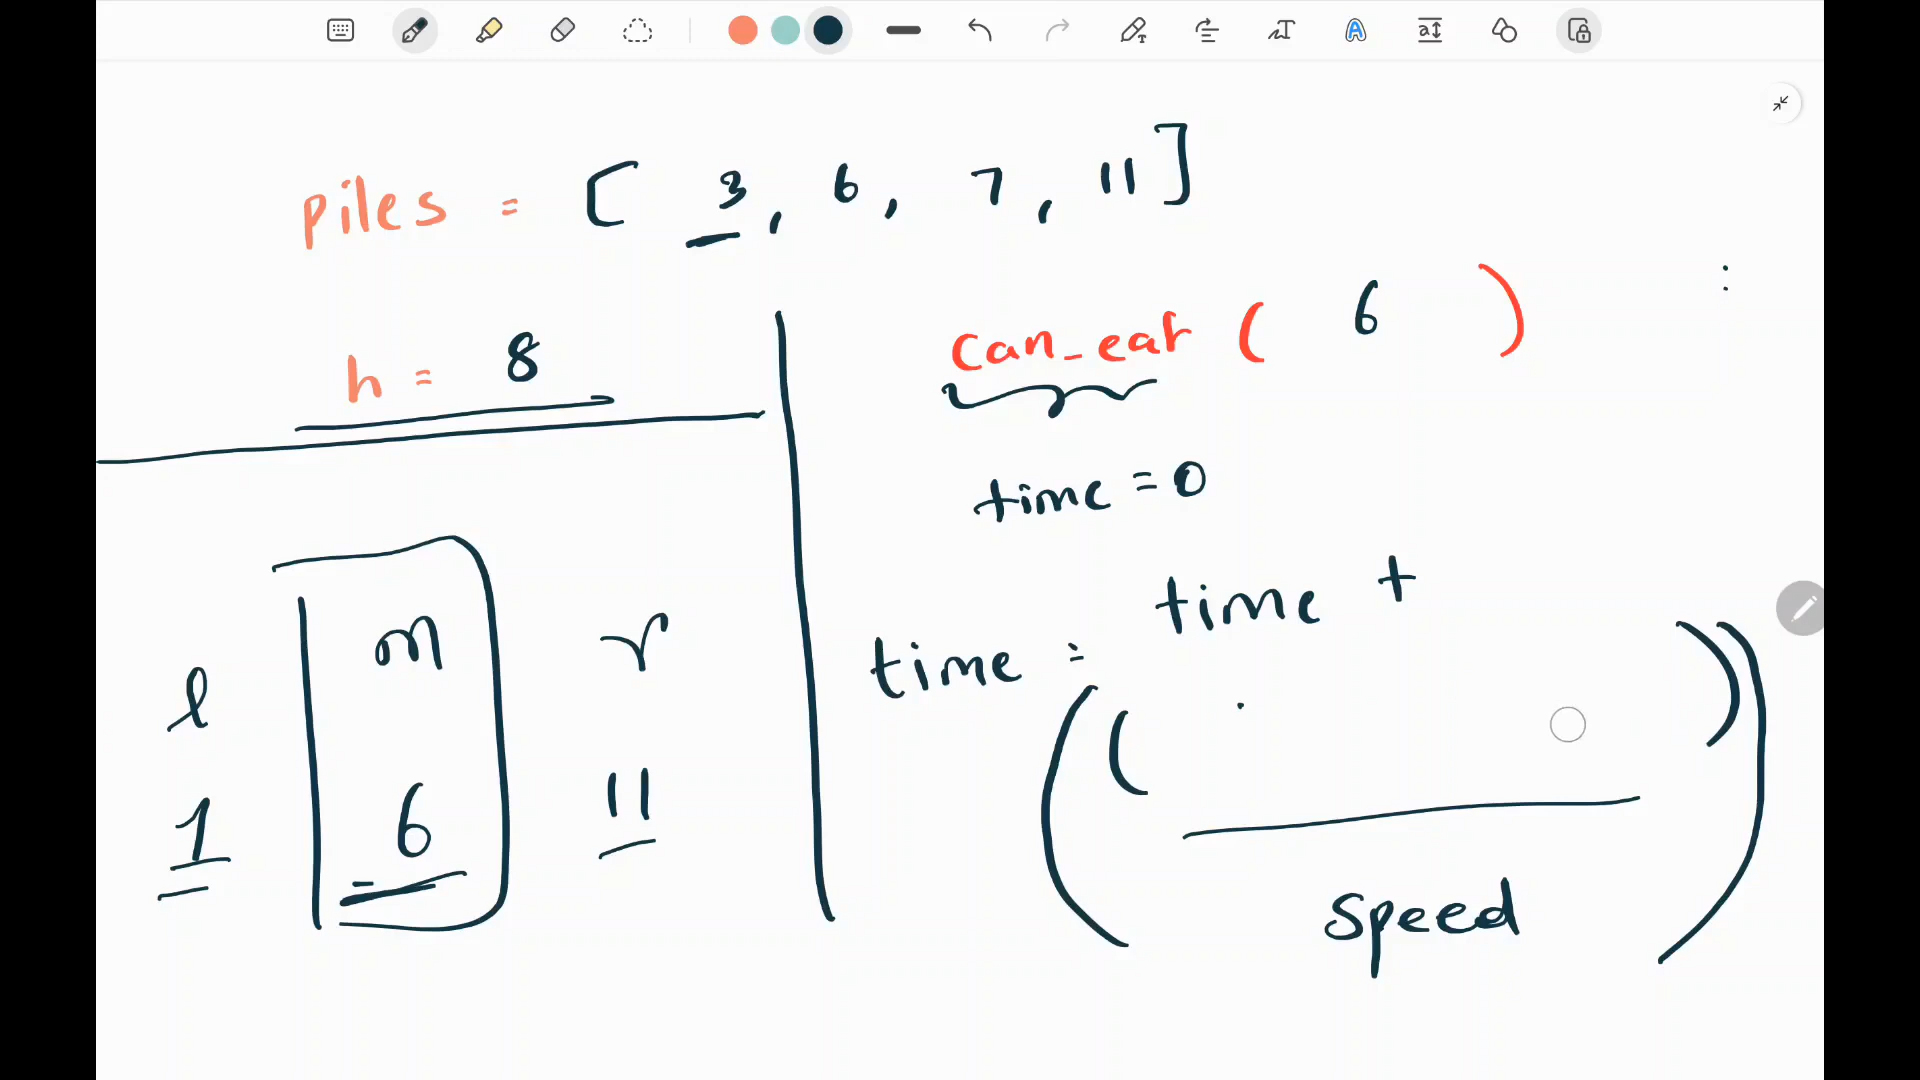 piles = [ 3, 6, 7, 11 ]
h = 8
can_eat ( 6 ) :
time = 0
time = time +
( ( . ) )
speed
l m r
1 6 11